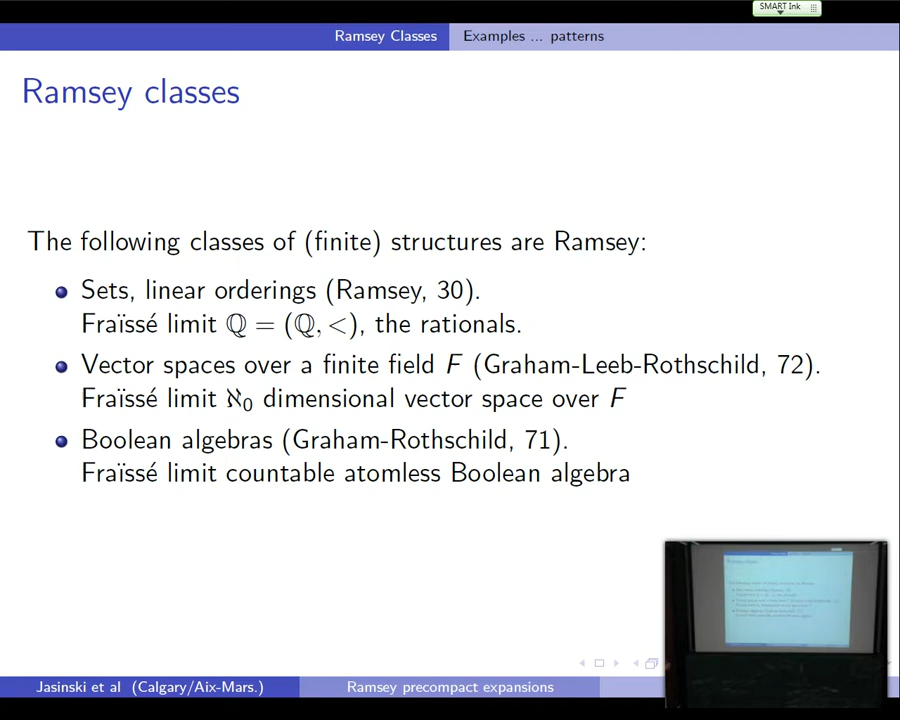 SMART Ink
Ramsey Classes Examples ... patterns
Ramsey classes
The following classes of (finite) structures are Ramsey:
Sets, linear orderings (Ramsey, 30).
Fraïssé limit ℚ = (ℚ, <), the rationals.
Vector spaces over a finite field F (Graham-Leeb-Rothschild, 72).
Fraïssé limit ℵ₀ dimensional vector space over F
Boolean algebras (Graham-Rothschild, 71).
Fraïssé limit countable atomless Boolean algebra
Jasinski et al (Calgary/Aix-Mars.) Ramsey precompact expansions